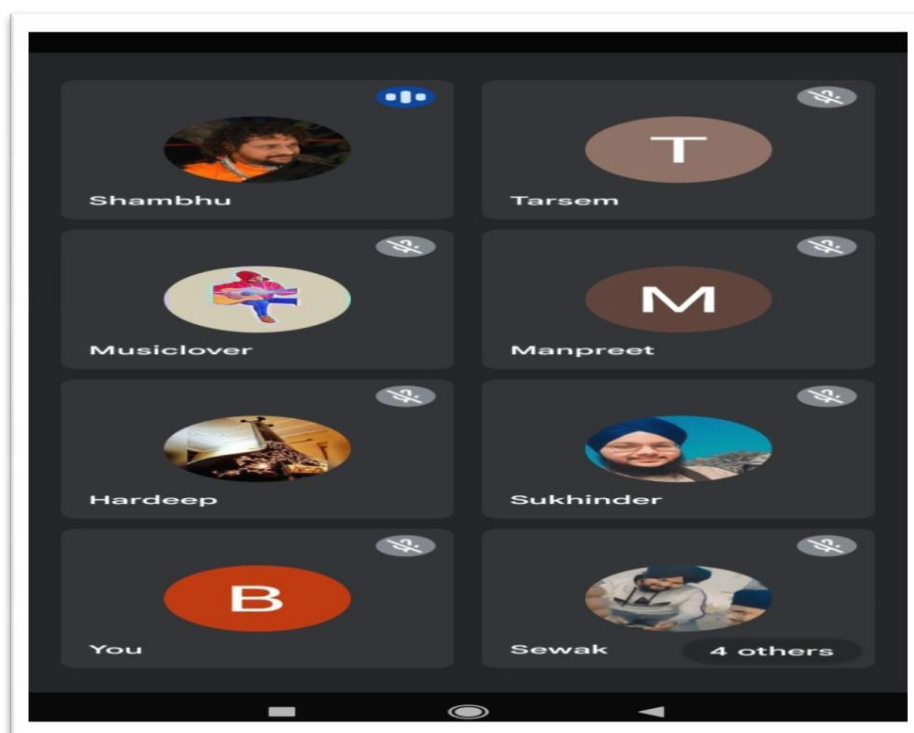 Shambhu
T
Tarsem
Musiclover
M
Manpreet
Hardeep
Sukhinder
B
You
Sewak
4 others